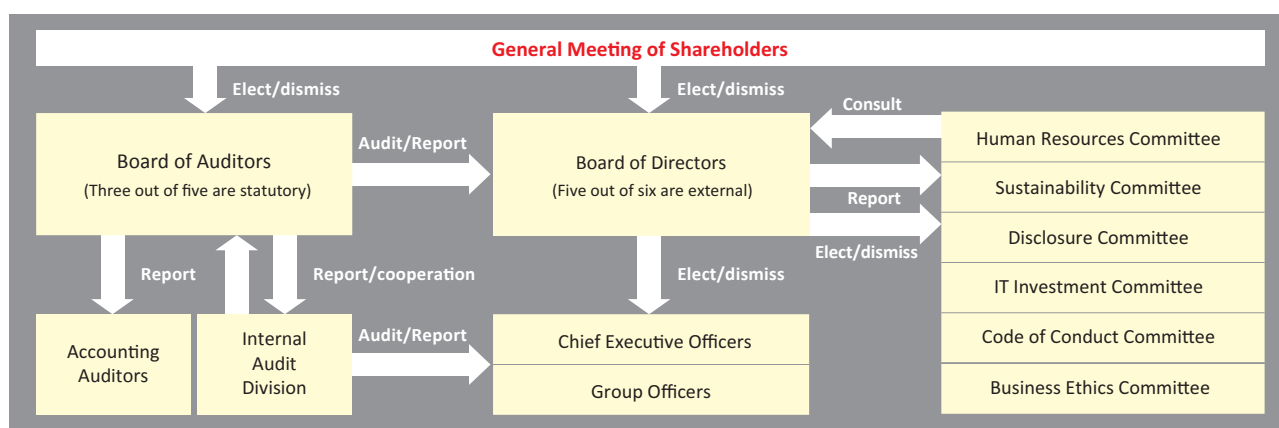 General Meeting of Shareholders
Elect/dismiss
Elect/dismiss
Consult
Board of Auditors
(Three out of five are statutory)
Audit/Report
Board of Directors
(Five out of six are external)
Report
Elect/dismiss
Human Resources Committee
Sustainability Committee
Disclosure Committee
IT Investment Committee
Code of Conduct Committee
Business Ethics Committee
Report
Report/cooperation
Elect/dismiss
Accounting
Auditors
Internal
Audit
Division
Audit/Report
Chief Executive Officers
Group Officers